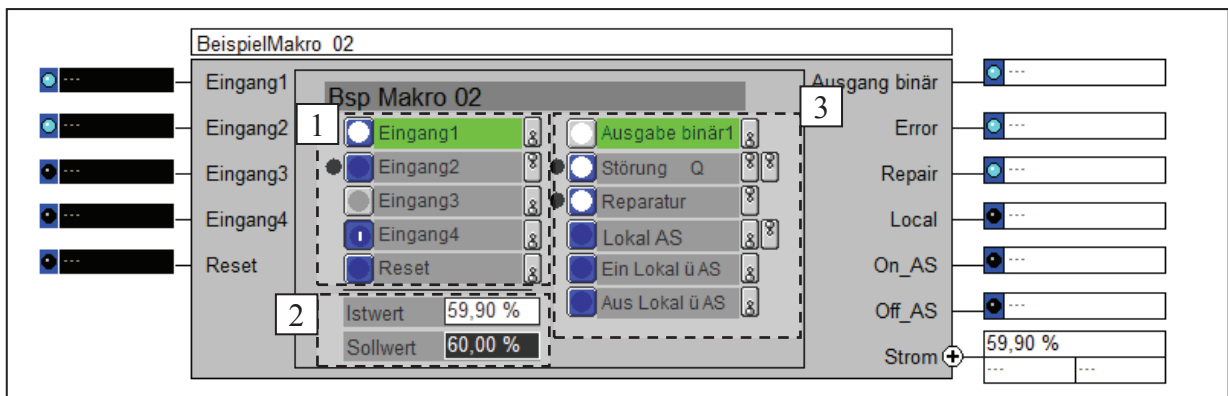 BeispielMakro 02
---
Eingang1
---
Eingang2
---
Eingang3
---
Eingang4
---
Reset
Bsp Makro 02
1
Eingang1
Eingang2
Eingang3
Eingang4
Reset
2
Istwert 59,90 %
Sollwert 60,00 %
3
Ausgabe binär1
Störung Q
Reparatur
Lokal AS
Ein Lokal ü AS
Aus Lokal ü AS
Ausgang binär
---
Error
---
Repair
---
Local
---
On_AS
---
Off_AS
---
Strom
59,90 %
--- ---